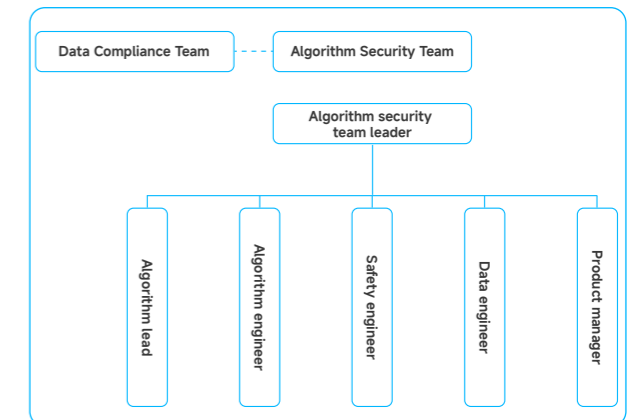 Data Compliance Team
Algorithm Security Team
Algorithm security
team leader
Algorithm lead
Algorithm engineer
Safety engineer
Data engineer
Product manager